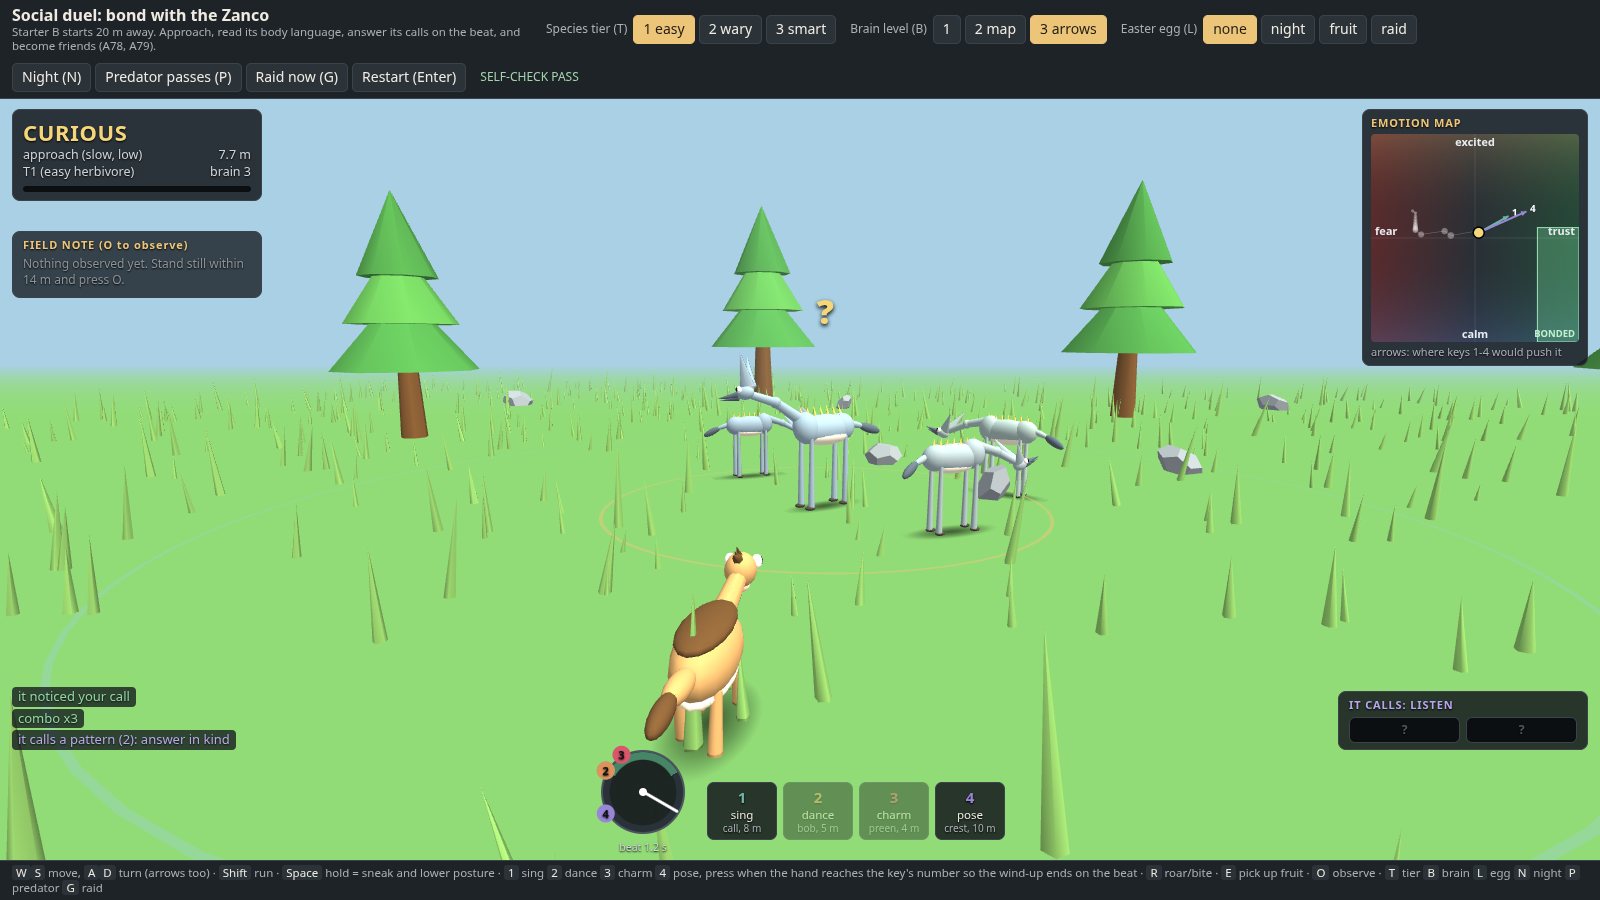 Social duel: bond with the Zanco
Starter B starts 20 m away. Approach, read its body language, answer its calls on the beat, and
become friends (A78, A79).
Species tier (T) 1 easy 2 wary 3 smart Brain level (B) 1 2 map 3 arrows Easter egg (L) none night fruit raid
Night (N) Predator passes (P) Raid now (G) Restart (Enter) SELF-CHECK PASS
CURIOUS
approach (slow, low) 7.7 m
T1 (easy herbivore) brain 3
FIELD NOTE (O to observe)
Nothing observed yet. Stand still within
14 m and press O.
?
EMOTION MAP
excited
1 4
fear trust
calm BONDED
arrows: where keys 1-4 would push it
it noticed your call
combo x3
it calls a pattern (2): answer in kind
IT CALLS: LISTEN
? ?
3
2
4
beat 1.2 s
1 2 3 4
sing dance charm pose
call, 8 m bob, 5 m preen, 4 m crest, 10 m
W S move, A D turn (arrows too) · Shift run · Space hold = sneak and lower posture · 1 sing 2 dance 3 charm 4 pose, press when the hand reaches the key's number so the wind-up ends on the beat · R roar/bite · E pick up fruit · O observe · T tier B brain L egg N night P
predator G raid